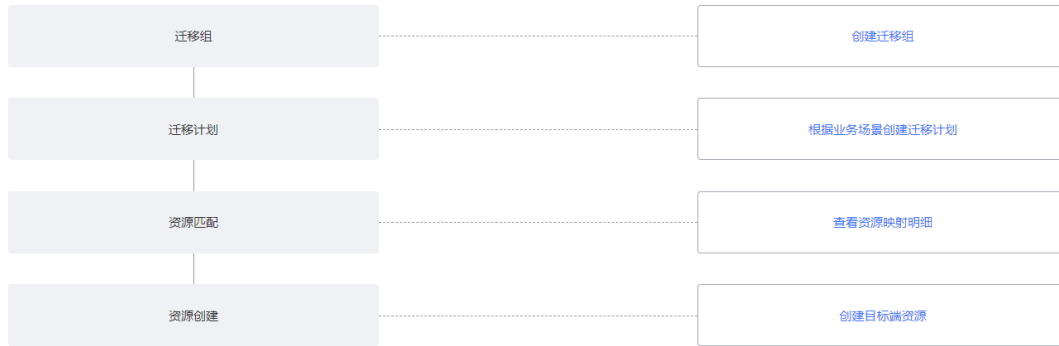 迁移组
创建迁移组
迁移计划
根据业务场景创建迁移计划
资源匹配
查看资源映射明细
资源创建
创建目标端资源